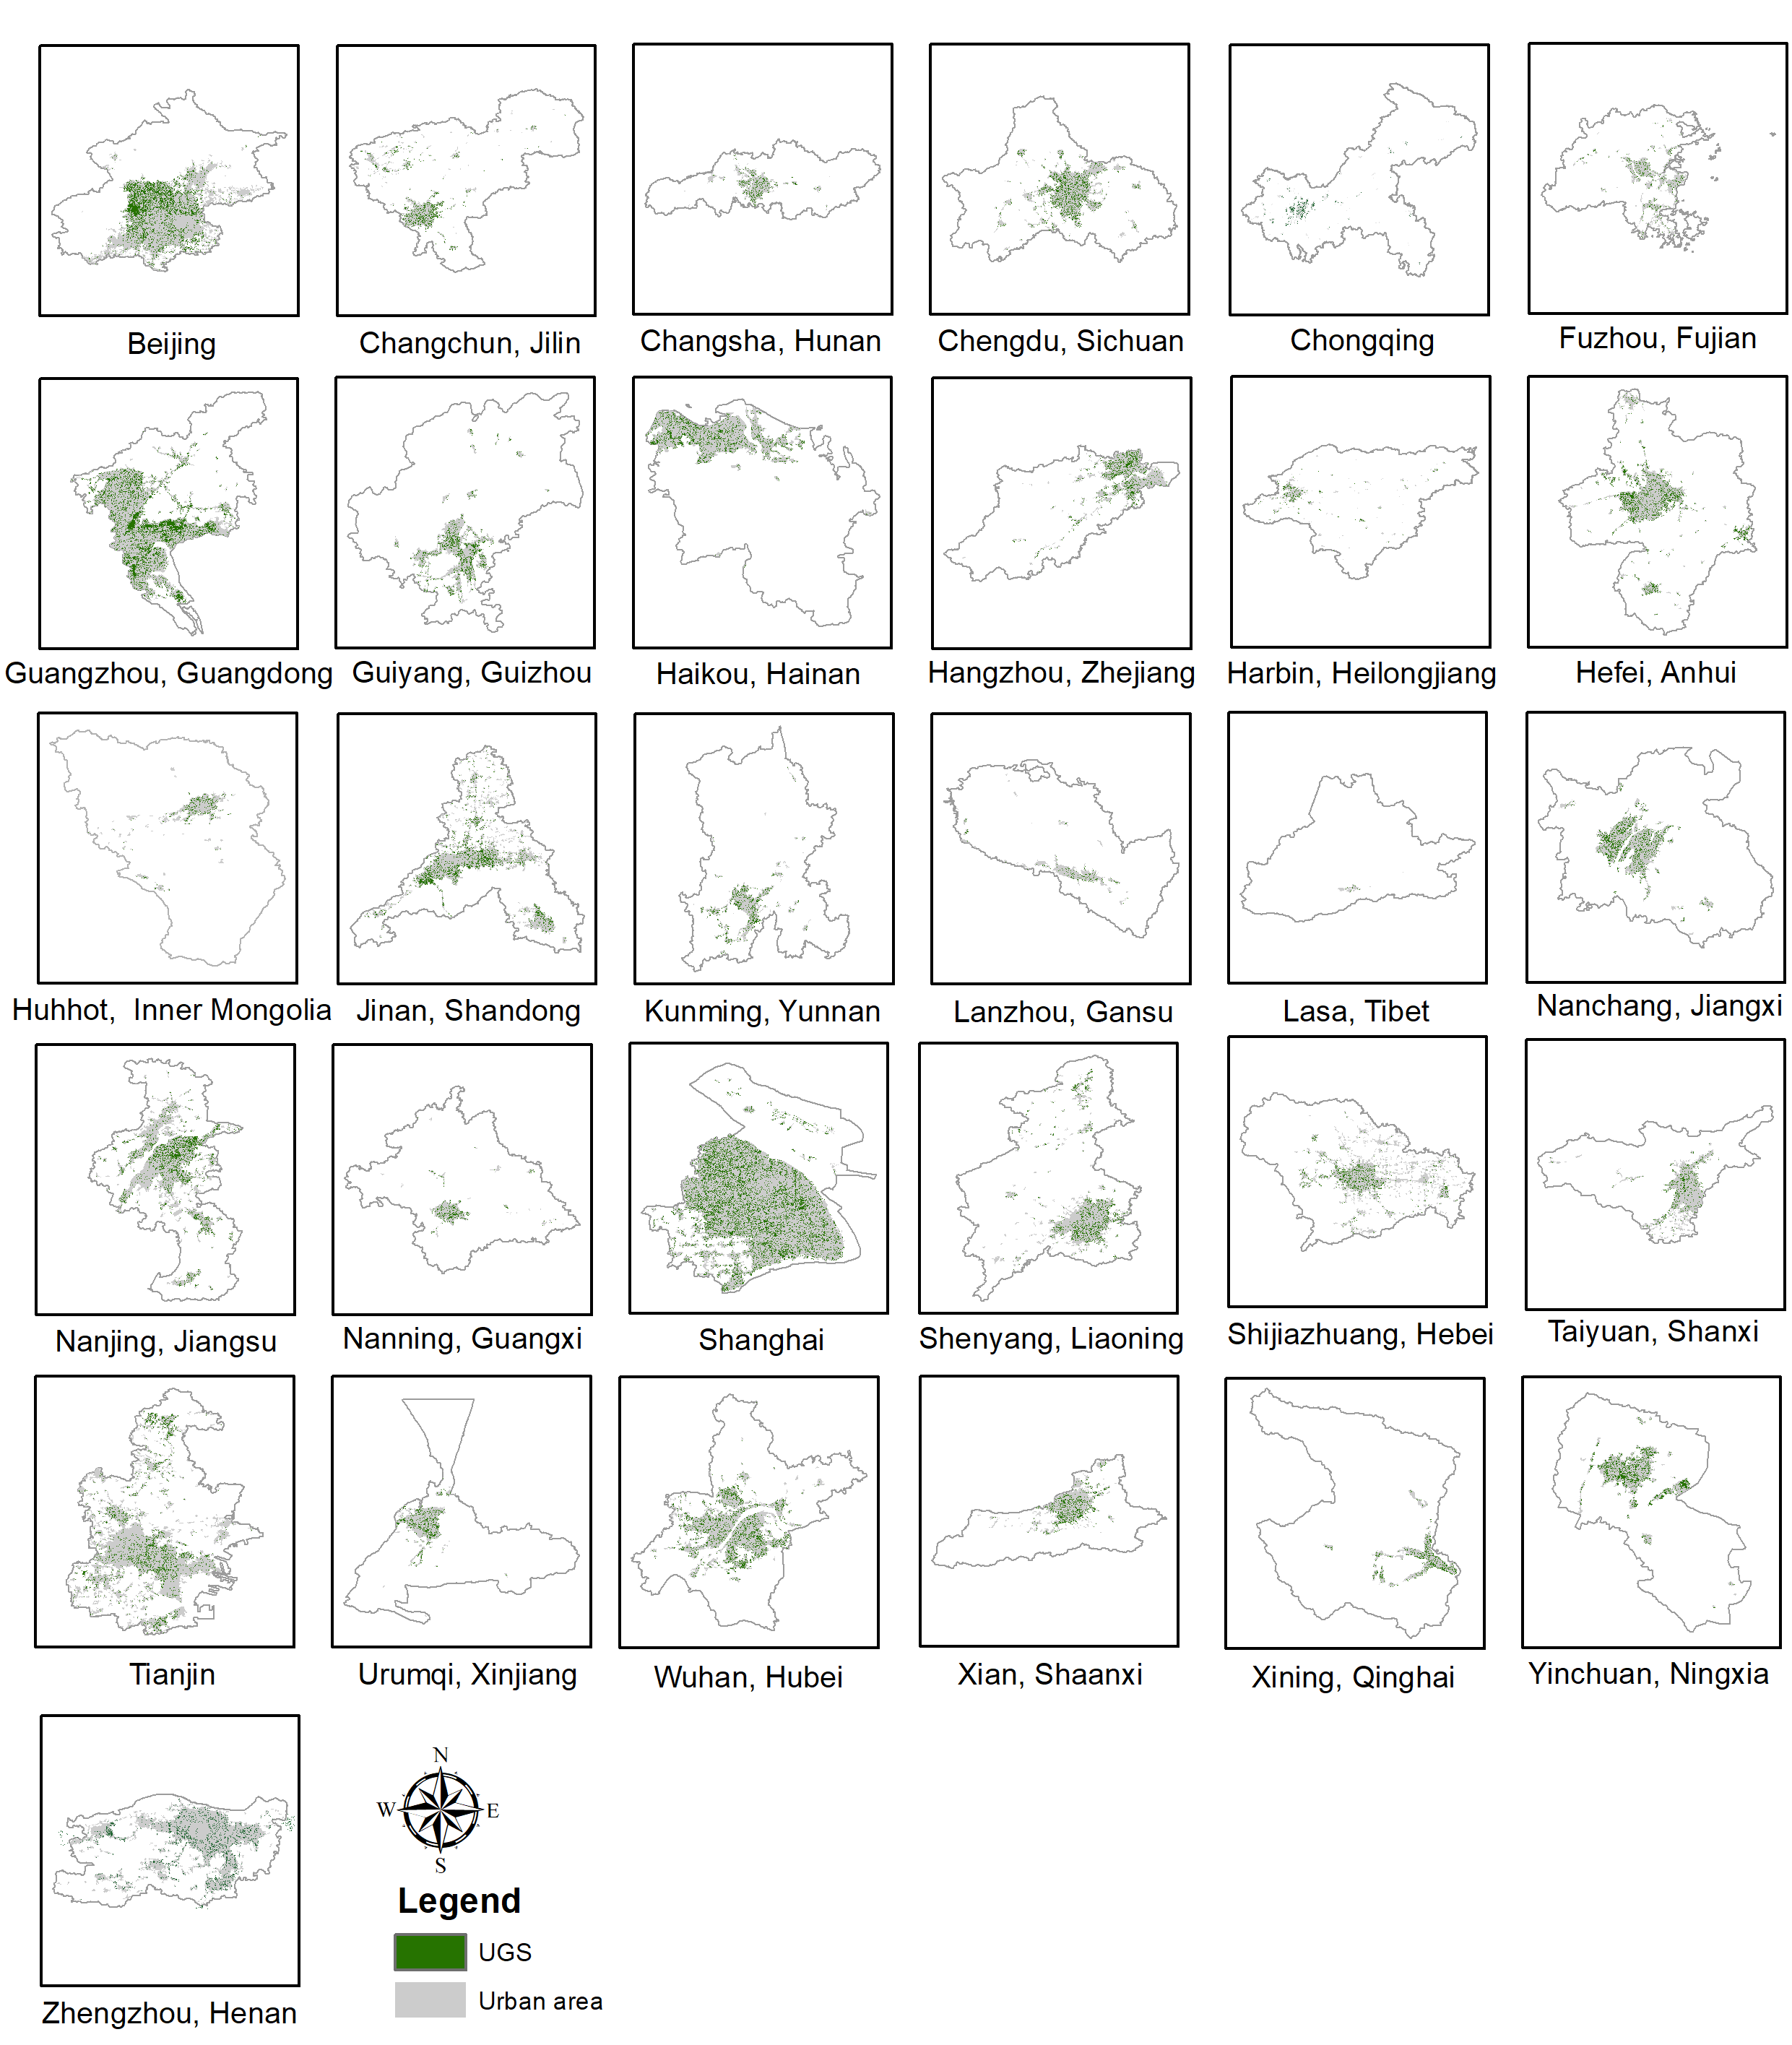 Beijing
Changchun, Jilin
Changsha, Hunan
Chengdu, Sichuan
Chongqing
Fuzhou, Fujian
Guangzhou, Guangdong
Guiyang, Guizhou
Haikou, Hainan
Hangzhou, Zhejiang
Harbin, Heilongjiang
Hefei, Anhui
Huhhot,  Inner Mongolia
Jinan, Shandong
Kunming, Yunnan
Lanzhou, Gansu
Lasa, Tibet
Nanchang, Jiangxi
Nanjing, Jiangsu
Nanning, Guangxi
Shanghai
Shenyang, Liaoning
Shijiazhuang, Hebei
Taiyuan, Shanxi
Tianjin
Urumqi, Xinjiang
Wuhan, Hubei
Xian, Shaanxi
Xining, Qinghai
Yinchuan, Ningxia
Zhengzhou, Henan
N
W E
S
Legend
UGS
Urban area